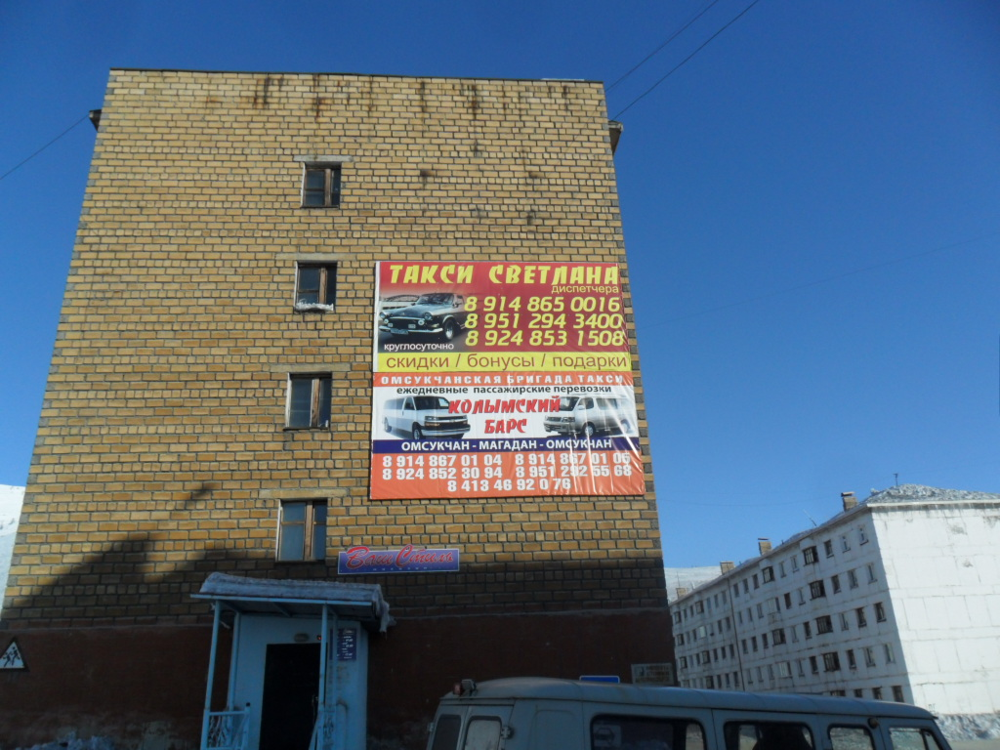 ТАКСИ СВЕТЛАНА
диспетчера
8 914 865 0016
8 951 294 3400
8 924 853 1508
круглосуточно
скидки / бонусы / подарки
ОМСУКЧАНСКАЯ БРИГАДА ТАКСИ
ежедневные пассажирские перевозки
КОЛЫМСКИЙ
БАРС
ОМСУКЧАН - МАГАДАН - ОМСУКЧАН
8 914 867 01 04 8 914 867 01 06
8 924 852 30 94 8 951 292 55 68
8 413 46 92 0 76
Ваш Стиль